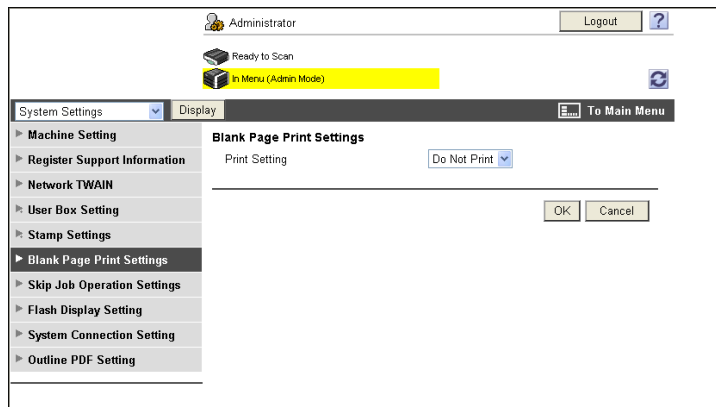 Administrator
Logout
?
Ready to Scan
In Menu (Admin Mode)
System Settings
Display
To Main Menu
Machine Setting
Register Support Information
Network TWAIN
User Box Setting
Stamp Settings
Blank Page Print Settings
Skip Job Operation Settings
Flash Display Setting
System Connection Setting
Outline PDF Setting
Blank Page Print Settings
Print Setting Do Not Print
OK Cancel